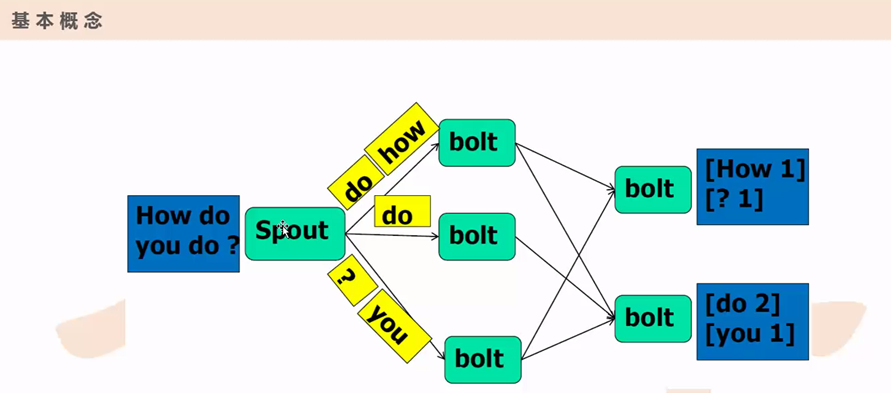 基本概念
how
bolt
do
do
How do
you do ?
Spout
bolt
?
you
bolt
bolt
[How 1]
[? 1]
bolt
[do 2]
[you 1]